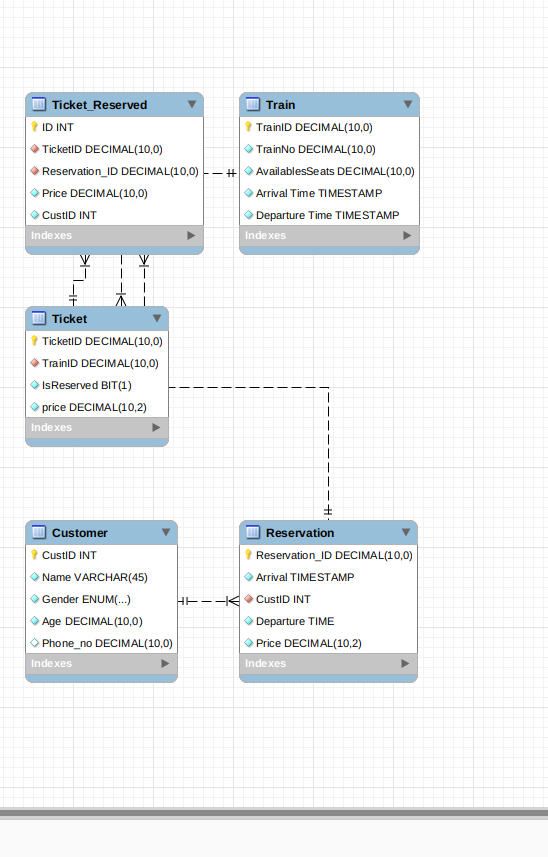 Ticket_Reserved
ID INT
TicketID DECIMAL(10,0)
Reservation_ID DECIMAL(10,0)
Price DECIMAL(10,0)
CustID INT
Indexes
Train
TrainID DECIMAL(10,0)
TrainNo DECIMAL(10,0)
AvailablesSeats DECIMAL(10,0)
Arrival Time TIMESTAMP
Departure Time TIMESTAMP
Indexes
Ticket
TicketID DECIMAL(10,0)
TrainID DECIMAL(10,0)
IsReserved BIT(1)
price DECIMAL(10,2)
Indexes
Customer
CustID INT
Name VARCHAR(45)
Gender ENUM(...)
Age DECIMAL(10,0)
Phone_no DECIMAL(10,0)
Indexes
Reservation
Reservation_ID DECIMAL(10,0)
Arrival TIMESTAMP
CustID INT
Departure TIME
Price DECIMAL(10,2)
Indexes